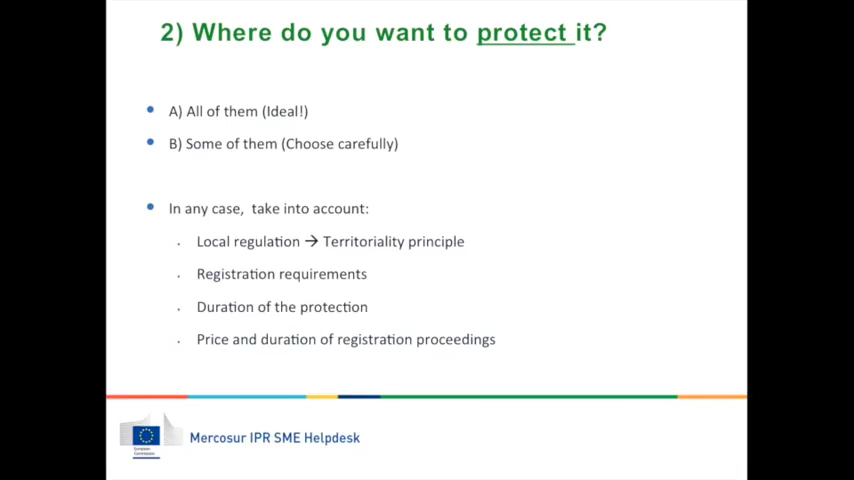 2) Where do you want to protect it?
A) All of them (Ideal!)
B) Some of them (Choose carefully)
In any case, take into account:
Local regulation → Territoriality principle
Registration requirements
Duration of the protection
Price and duration of registration proceedings
European
Commission
Mercosur IPR SME Helpdesk